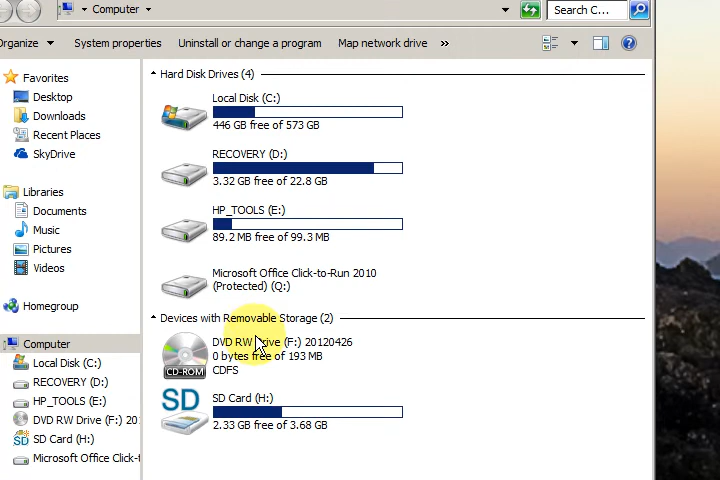 Computer
Search C...
Organize
System properties
Uninstall or change a program
Map network drive
»
Favorites
Desktop
Downloads
Recent Places
SkyDrive
Libraries
Documents
Music
Pictures
Videos
Homegroup
Computer
Local Disk (C:)
RECOVERY (D:)
HP_TOOLS (E:)
DVD RW Drive (F:) 20
SD Card (H:)
Microsoft Office Click-t
Hard Disk Drives (4)
Local Disk (C:)
446 GB free of 573 GB
RECOVERY (D:)
3.32 GB free of 22.8 GB
HP_TOOLS (E:)
89.2 MB free of 99.3 MB
Microsoft Office Click-to-Run 2010
(Protected) (Q:)
Devices with Removable Storage (2)
DVD RW Drive (F:) 20120426
0 bytes free of 193 MB
CDFS
CD-ROM
SD Card (H:)
2.33 GB free of 3.68 GB
SD